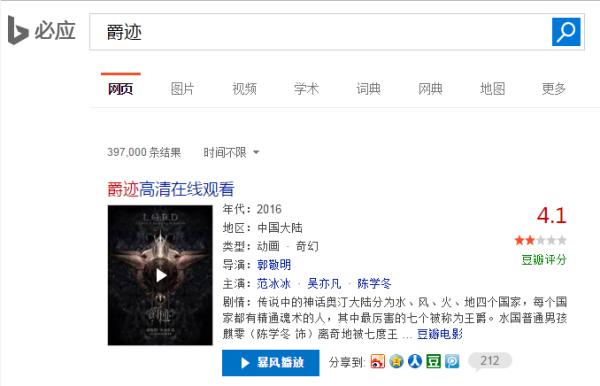 必应
爵迹
网页 图片 视频 学术 词典 网典 地图 更多
397,000 条结果 时间不限
爵迹高清在线观看
L.O.R.D
年代：2016
地区：中国大陆
类型：动画 · 奇幻
导演：郭敬明
主演：范冰冰 · 吴亦凡 · 陈学冬
4.1
豆瓣评分
剧情：传说中的神话奥汀大陆分为水、风、火、地四个国家，每个
国家都有精通魂术的人，其中最厉害的七个被称为王爵。水国普通男孩
麒零（陈学冬 饰）离奇地被七度王 ... 豆瓣电影
暴风播放 分享到: 豆 212